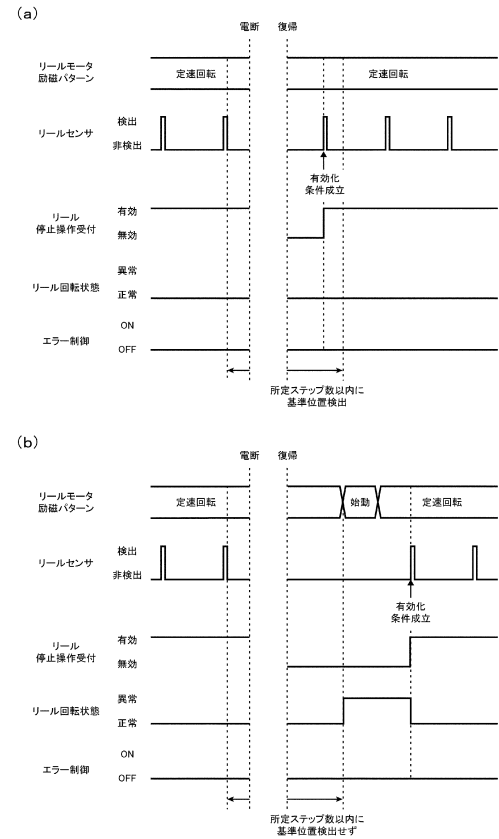 (a)
電断 復帰
リールモータ
励磁パターン
定速回転 定速回転
リールセンサ
検出
非検出
有効化
条件成立
リール
停止操作受付
有効
無効
リール回転状態
異常
正常
エラー制御
ON
OFF
所定ステップ数以内に
基準位置検出
(b)
電断 復帰
リールモータ
励磁パターン
定速回転 始動 定速回転
リールセンサ
検出
非検出
有効化
条件成立
リール
停止操作受付
有効
無効
リール回転状態
異常
正常
エラー制御
ON
OFF
所定ステップ数以内に
基準位置検出せず